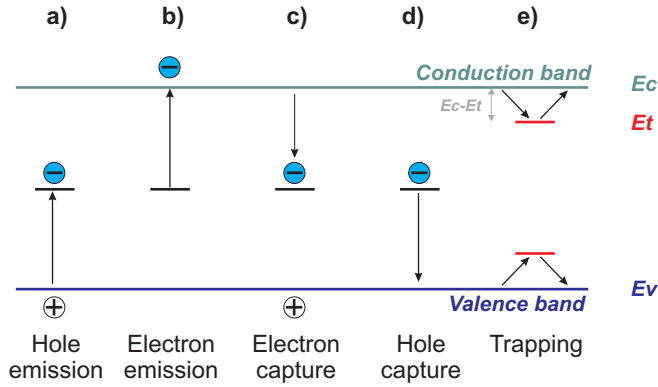 a) b) c) d) e)
Conduction band Ec
Ec-Et
Et
Valence band Ev
Hole emission
Electron emission
Electron capture
Hole capture
Trapping